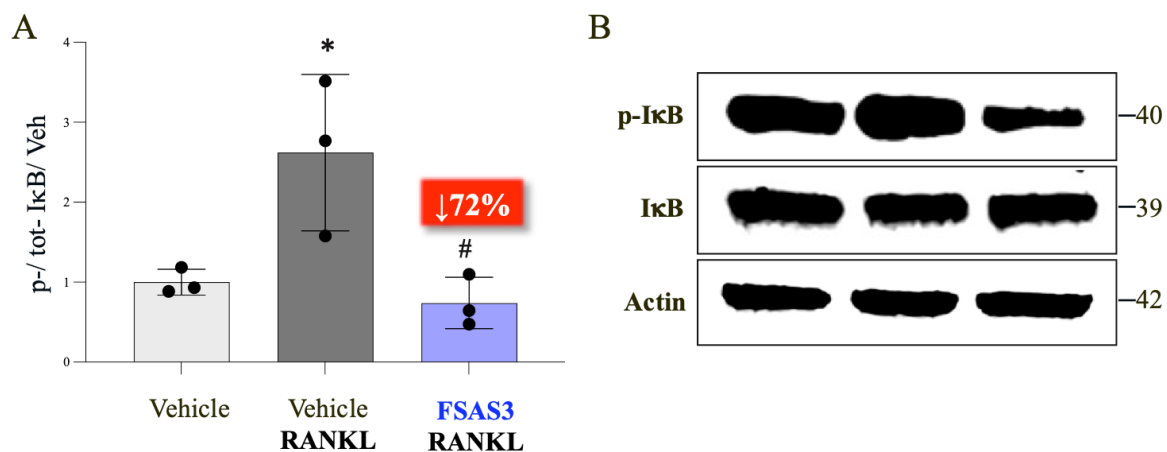 A
p-/ tot- IκB/ Veh
4
3
2
1
0
*
↓72%
#
Vehicle
Vehicle
RANKL
FSAS3
RANKL
B
p-IκB
40
IκB
39
Actin
42